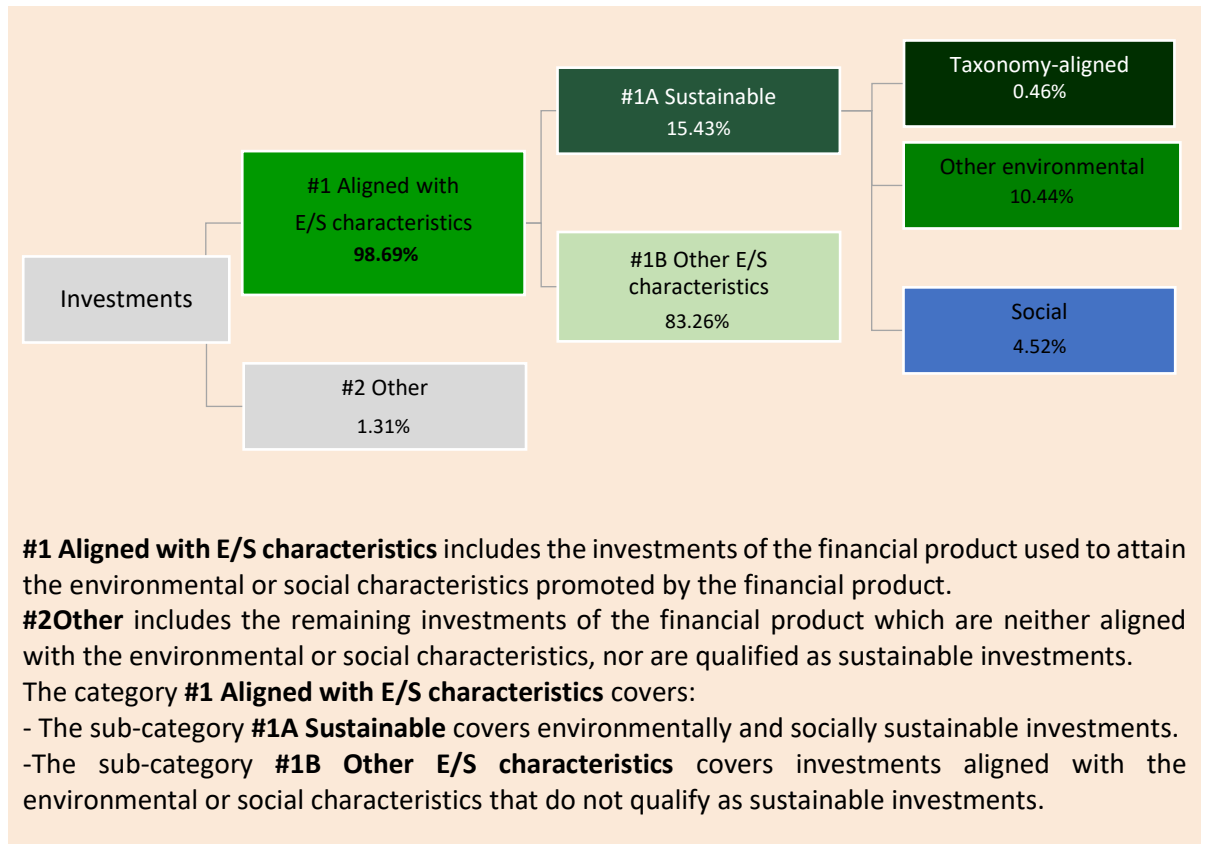 Investments
#1 Aligned with
E/S characteristics
98.69%
#2 Other
1.31%
#1A Sustainable
15.43%
#1B Other E/S
characteristics
83.26%
Taxonomy-aligned
0.46%
Other environmental
10.44%
Social
4.52%
#1 Aligned with E/S characteristics includes the investments of the financial product used to attain
the environmental or social characteristics promoted by the financial product.
#2Other includes the remaining investments of the financial product which are neither aligned
with the environmental or social characteristics, nor are qualified as sustainable investments.
The category #1 Aligned with E/S characteristics covers:
- The sub-category #1A Sustainable covers environmentally and socially sustainable investments.
-The sub-category #1B Other E/S characteristics covers investments aligned with the
environmental or social characteristics that do not qualify as sustainable investments.